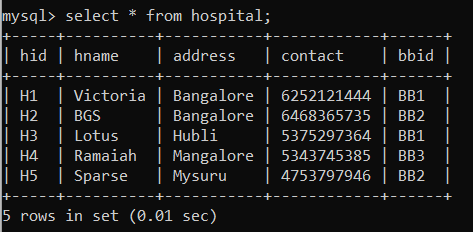 mysql> select * from hospital;
+-----+----------+-----------+------------+------+
| hid | hname    | address   | contact    | bbid |
+-----+----------+-----------+------------+------+
| H1  | Victoria | Bangalore | 6252121444 | BB1  |
| H2  | BGS      | Bangalore | 6468365735 | BB2  |
| H3  | Lotus    | Hubli     | 5375297364 | BB1  |
| H4  | Ramaiah  | Mangalore | 5343745385 | BB3  |
| H5  | Sparse   | Mysuru    | 4753797946 | BB2  |
+-----+----------+-----------+------------+------+
5 rows in set (0.01 sec)